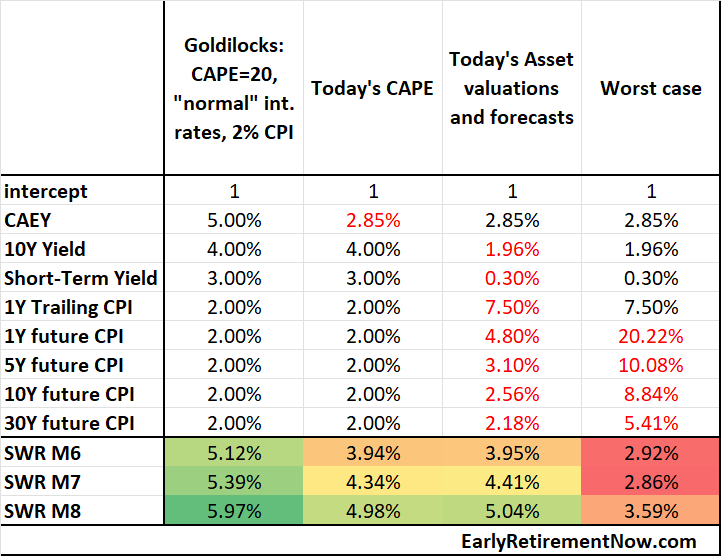 Goldilocks:
CAPE=20,
"normal" int.
rates, 2% CPI
Today's CAPE
Today's Asset
valuations
and forecasts
Worst case
intercept 1 1 1 1
CAEY 5.00% 2.85% 2.85% 2.85%
10Y Yield 4.00% 4.00% 1.96% 1.96%
Short-Term Yield 3.00% 3.00% 0.30% 0.30%
1Y Trailing CPI 2.00% 2.00% 7.50% 7.50%
1Y future CPI 2.00% 2.00% 4.80% 20.22%
5Y future CPI 2.00% 2.00% 3.10% 10.08%
10Y future CPI 2.00% 2.00% 2.56% 8.84%
30Y future CPI 2.00% 2.00% 2.18% 5.41%
SWR M6 5.12% 3.94% 3.95% 2.92%
SWR M7 5.39% 4.34% 4.41% 2.86%
SWR M8 5.97% 4.98% 5.04% 3.59%
EarlyRetirementNow.com